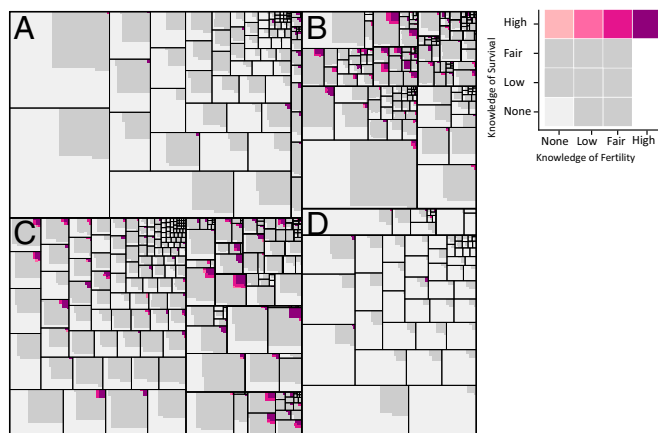 A
B
C
D
High
Fair
Low
None
Knowledge of Survival
None Low Fair High
Knowledge of Fertility